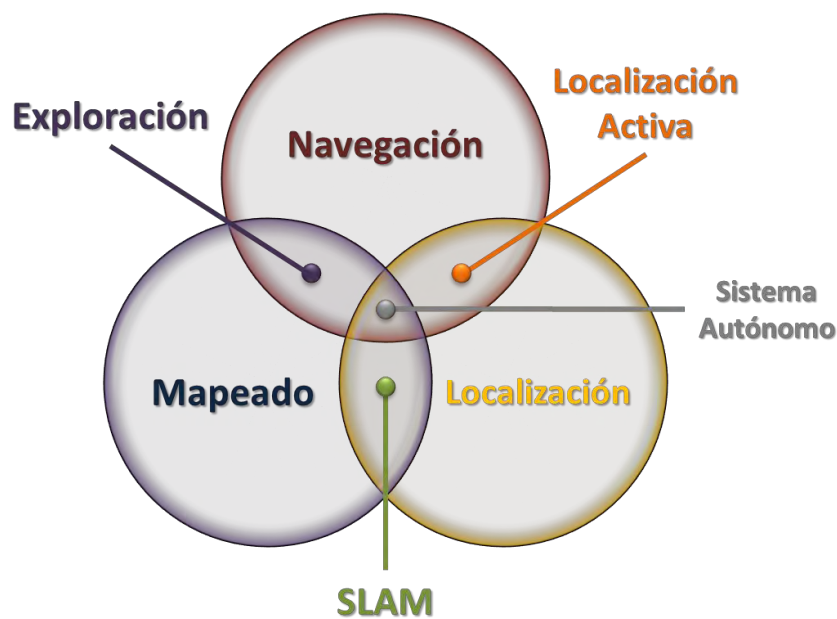 Localización
Activa
Exploración
Navegación
Sistema
Autónomo
Mapeado
Localización
SLAM